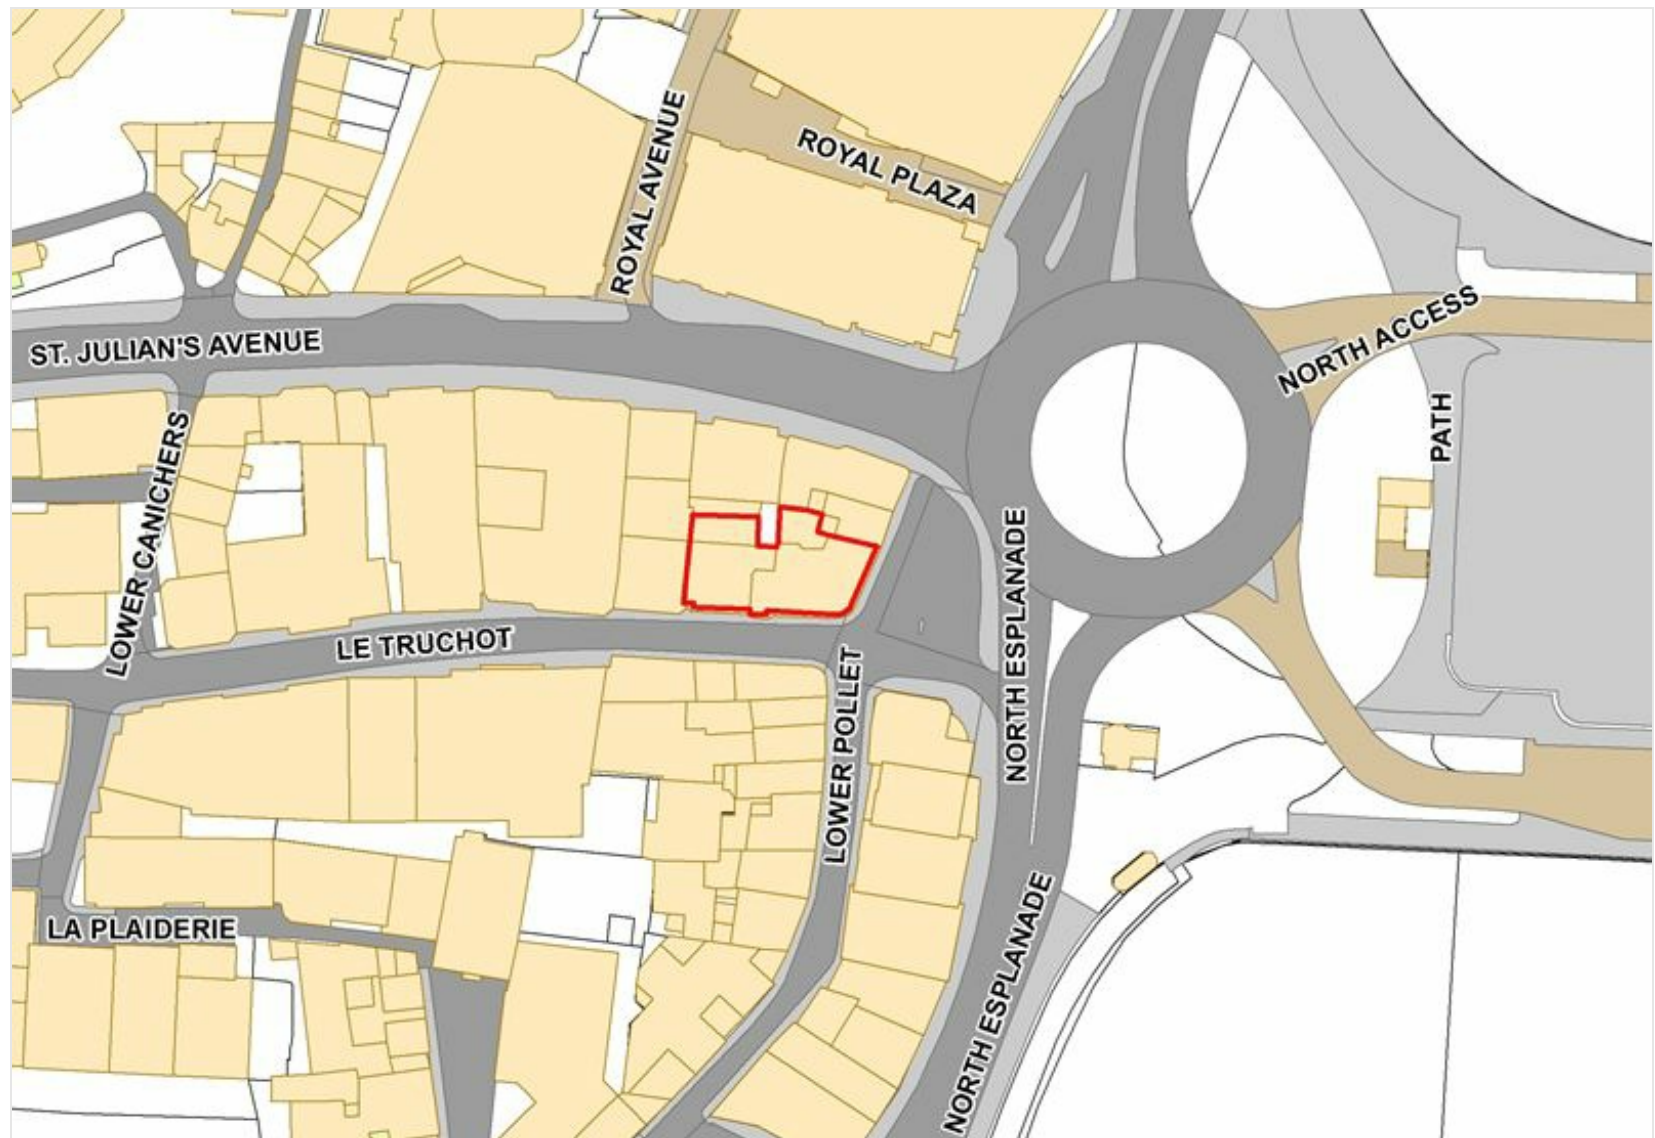 ROYAL AVENUE
ROYAL PLAZA
NORTH ACCESS
ST. JULIAN'S AVENUE
PATH
LOWER CANICHERS
NORTH ESPLANADE
LE TRUCHOT
LOWER POLLET
LA PLAIDERIE
NORTH ESPLANADE